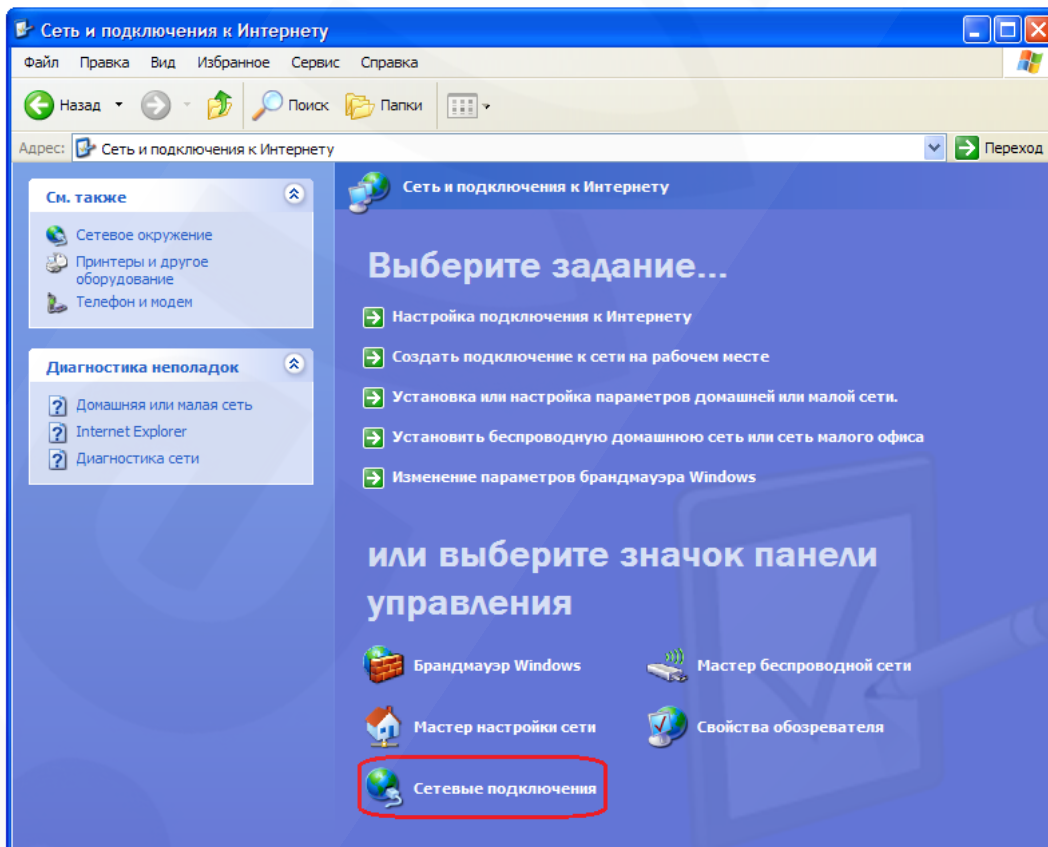 Сеть и подключения к Интернету
Файл Правка Вид Избранное Сервис Справка
Назад Поиск Папки
Адрес: Сеть и подключения к Интернету Переход
См. также
Сетевое окружение
Принтеры и другое
оборудование
Телефон и модем
Диагностика неполадок
Домашняя или малая сеть
Internet Explorer
Диагностика сети
Сеть и подключения к Интернету
Выберите задание...
Настройка подключения к Интернету
Создать подключение к сети на рабочем месте
Установка или настройка параметров домашней или малой сети.
Установить беспроводную домашнюю сеть или сеть малого офиса
Изменение параметров брандмауэра Windows
или выберите значок панели
управления
Брандмауэр Windows Мастер беспроводной сети
Мастер настройки сети Свойства обозревателя
Сетевые подключения